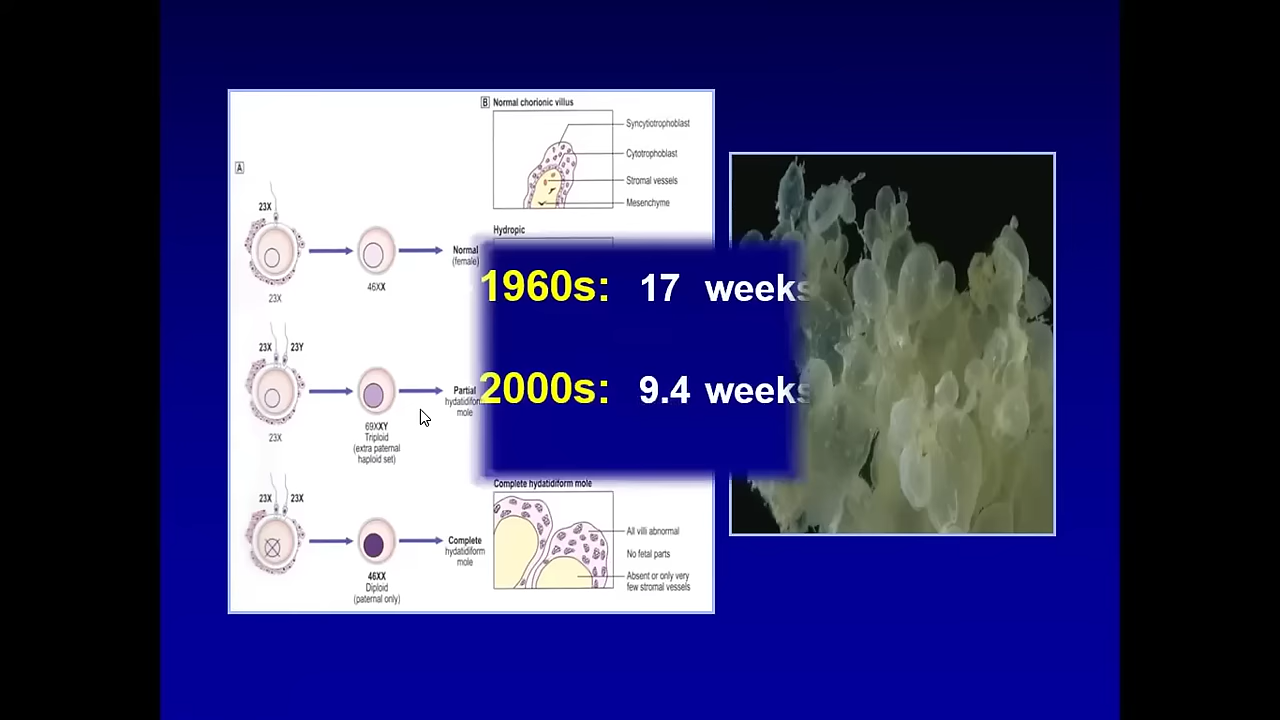 B Normal chorionic villus
Syncytiotrophoblast
Cytotrophoblast
Stromal vessels
Mesenchyme
A
23X
23X
46XX
Normal
(female)
Hydropic
1960s: 17 weeks
2000s: 9.4 weeks
23X 23Y
23X
69XXY
Triploid
(extra paternal
haploid set)
Partial
hydatidiform
mole
23X 23X
46XX
Diploid
(paternal only)
Complete
hydatidiform
mole
Complete hydatidiform mole
All villi abnormal
No fetal parts
Absent or only very
few stromal vessels